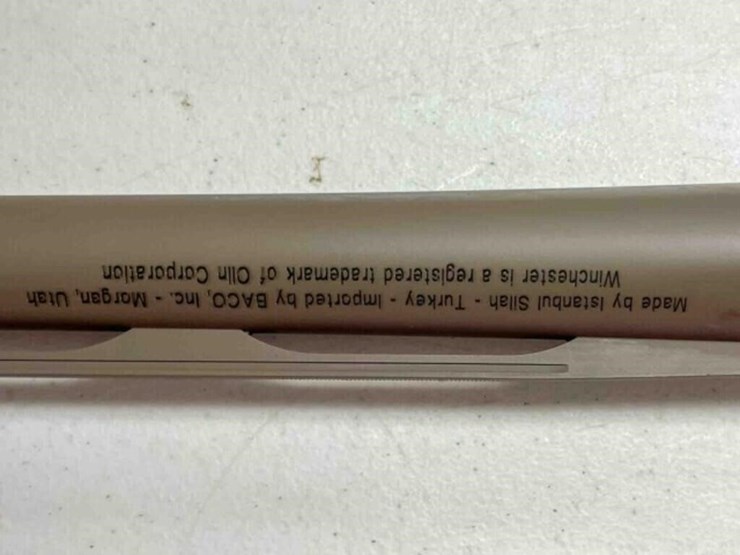 Made by Istanbul Silah - Turkey - Imported by BACO, Inc. - Morgan, Utah
Winchester is a registered trademark of Olin Corporation